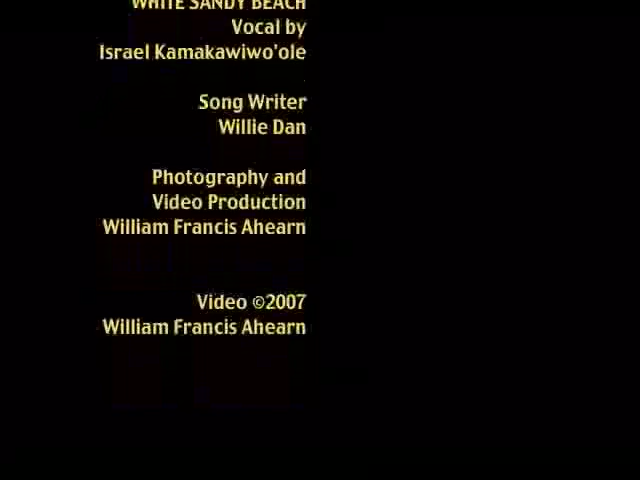 WHITE SANDY BEACH
Vocal by
Israel Kamakawiwo'ole
Song Writer
Willie Dan
Photography and
Video Production
William Francis Ahearn
Video ©2007
William Francis Ahearn